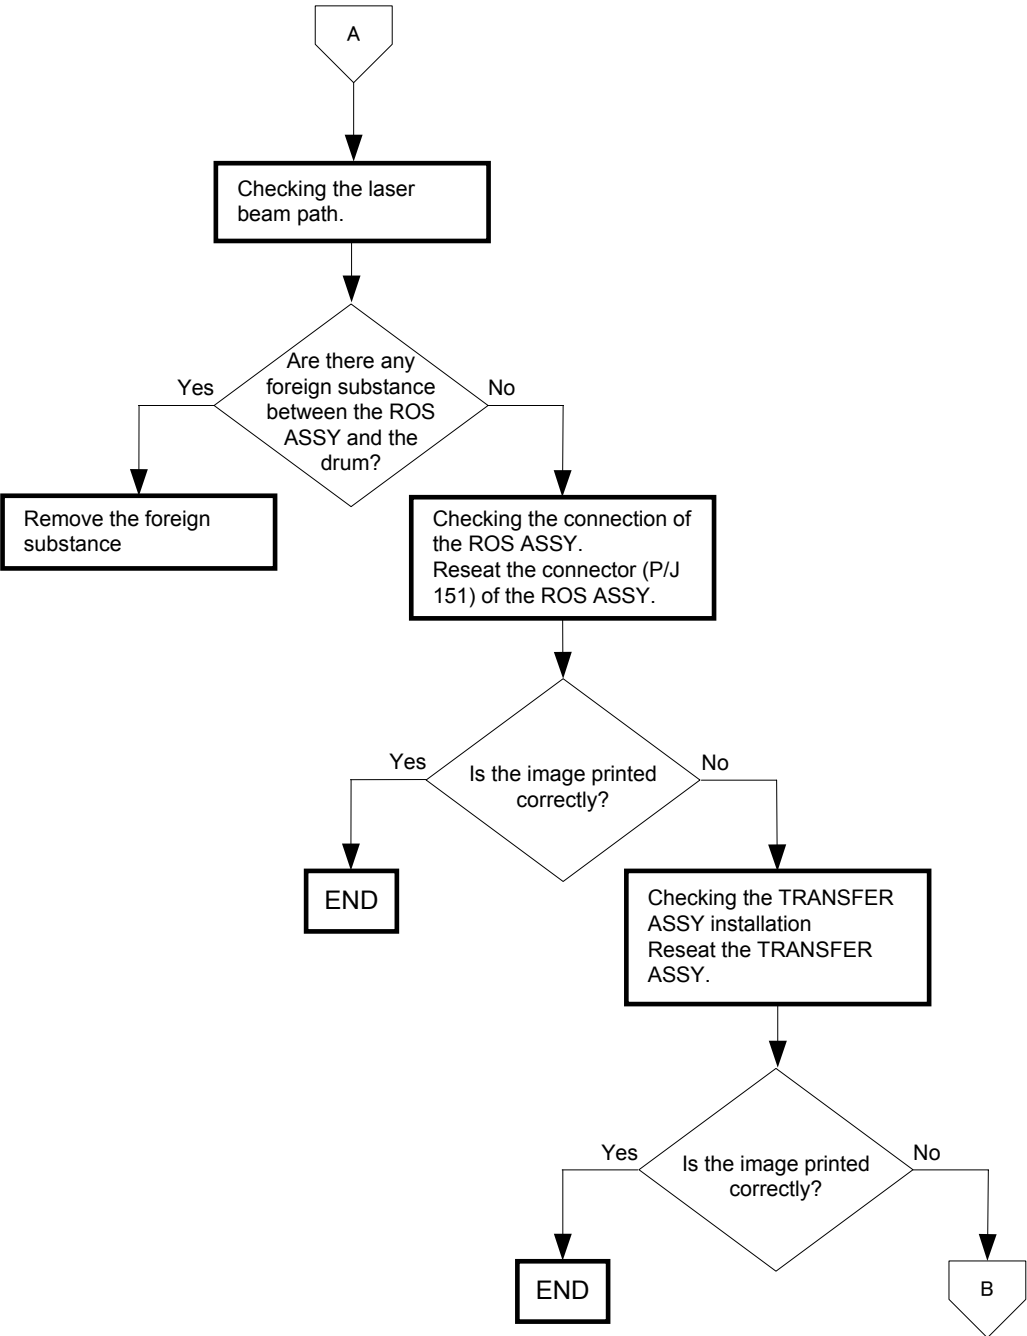 A
Checking the laser
beam path.
Are there any
foreign substance
between the ROS
ASSY and the
drum?
Yes
No
Remove the foreign
substance
Checking the connection of
the ROS ASSY.
Reseat the connector (P/J
151) of the ROS ASSY.
Is the image printed
correctly?
Yes
No
END
Checking the TRANSFER
ASSY installation
Reseat the TRANSFER
ASSY.
Is the image printed
correctly?
Yes
No
END
B